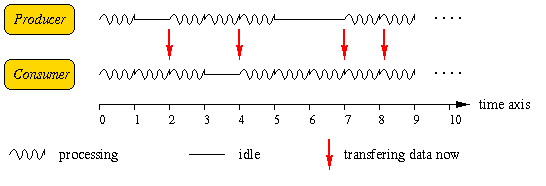 Producer
Consumer
0 1 2 3 4 5 6 7 8 9 10 time axis
processing idle transfering data now